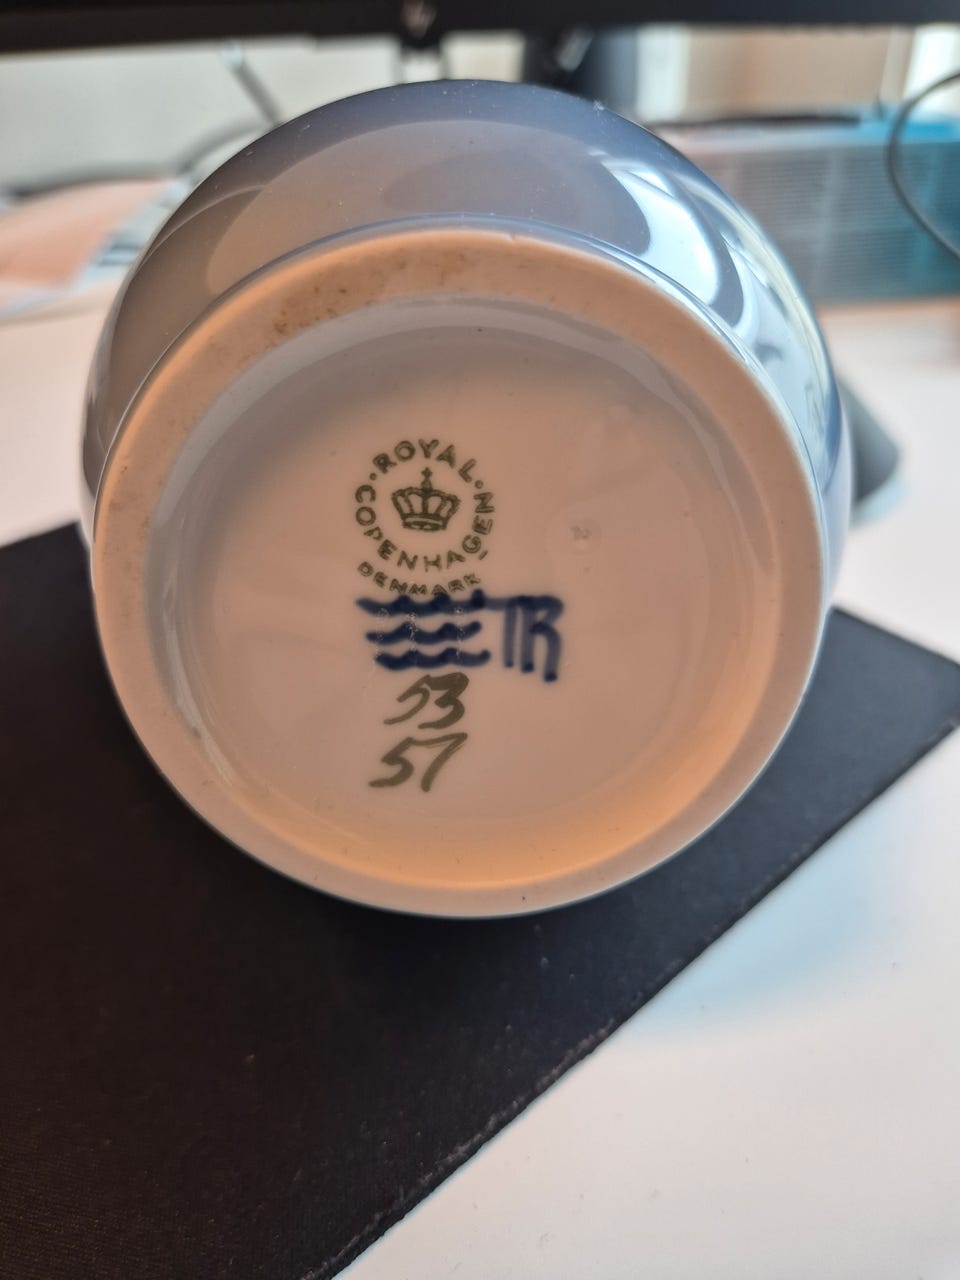 ROYAL
COPENHAGEN
DENMARK
TR
53
57